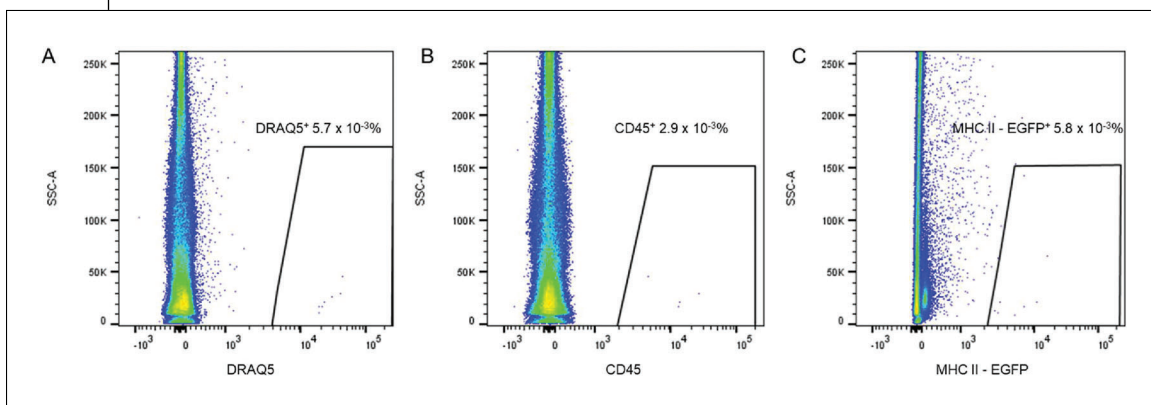 A
B
C
250K
200K
150K
100K
50K
0
SSC-A
DRAQ5⁺ 5.7 x 10⁻³%
-10³
0
10³
10⁴
10⁵
DRAQ5
250K
200K
150K
100K
50K
0
SSC-A
CD45⁺ 2.9 x 10⁻³%
-10³
0
10³
10⁴
10⁵
CD45
250K
200K
150K
100K
50K
0
SSC-A
MHC II - EGFP⁺ 5.8 x 10⁻³%
-10³
0
10³
10⁴
10⁵
MHC II - EGFP